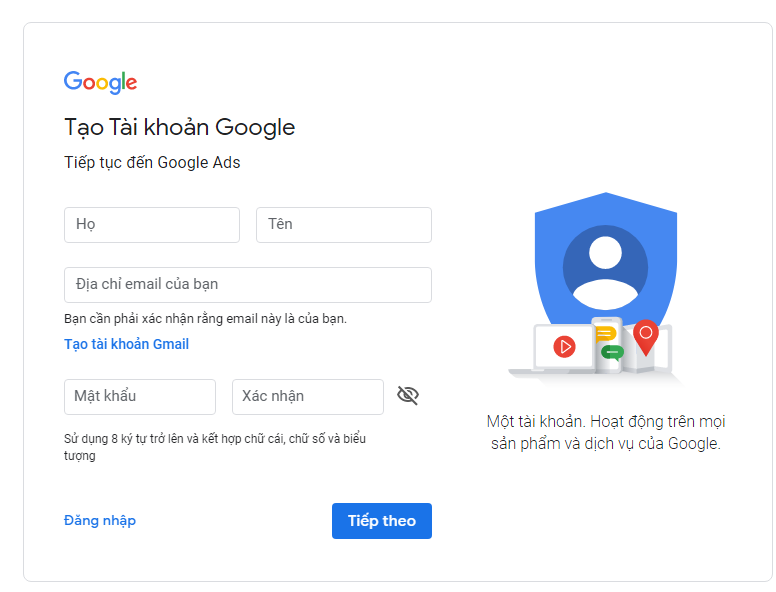 Google
Tạo Tài khoản Google
Tiếp tục đến Google Ads
Họ
Tên
Địa chỉ email của bạn
Bạn cần phải xác nhận rằng email này là của bạn.
Tạo tài khoản Gmail
Mật khẩu
Xác nhận
Sử dụng 8 ký tự trở lên và kết hợp chữ cái, chữ số và biểu
tượng
Đăng nhập
Tiếp theo
Một tài khoản. Hoạt động trên mọi
sản phẩm và dịch vụ của Google.